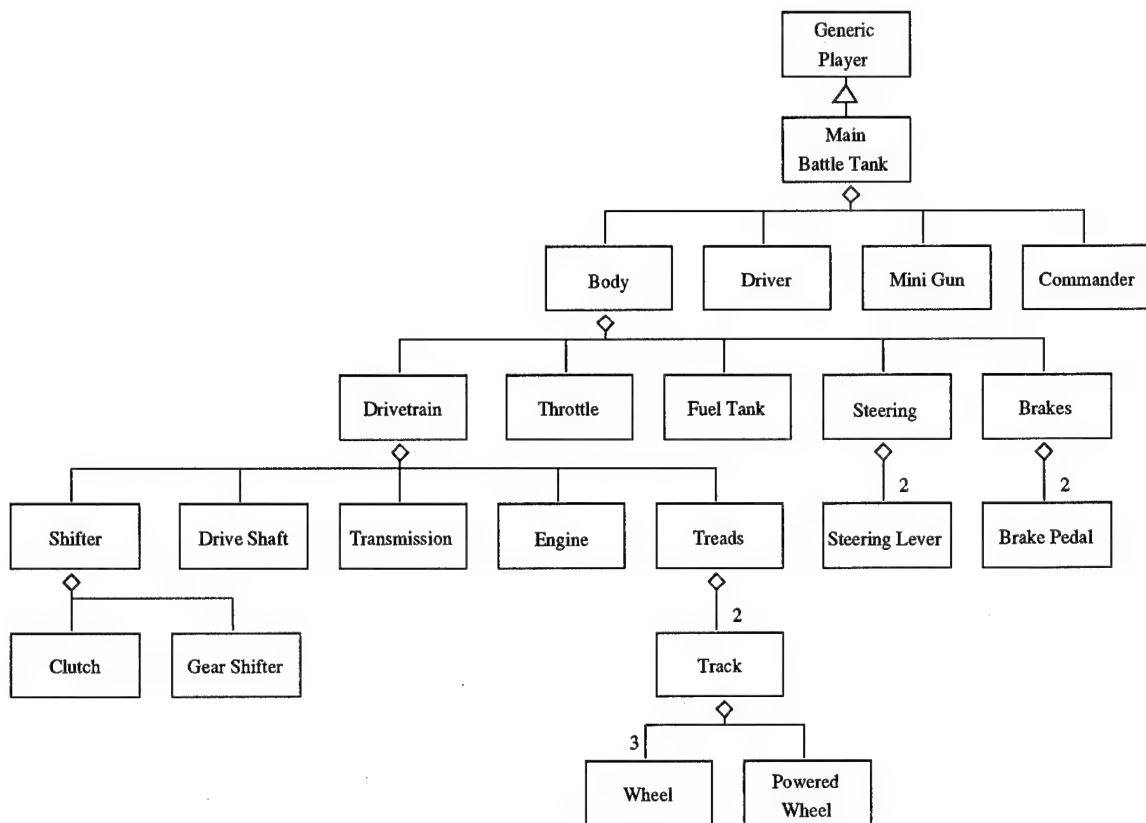 Generic
Player
Main
Battle Tank
Body
Driver
Mini Gun
Commander
Drivetrain
Throttle
Fuel Tank
Steering
Brakes
2
2
Shifter
Drive Shaft
Transmission
Engine
Treads
Steering Lever
Brake Pedal
2
Clutch
Gear Shifter
Track
3
Wheel
Powered
Wheel